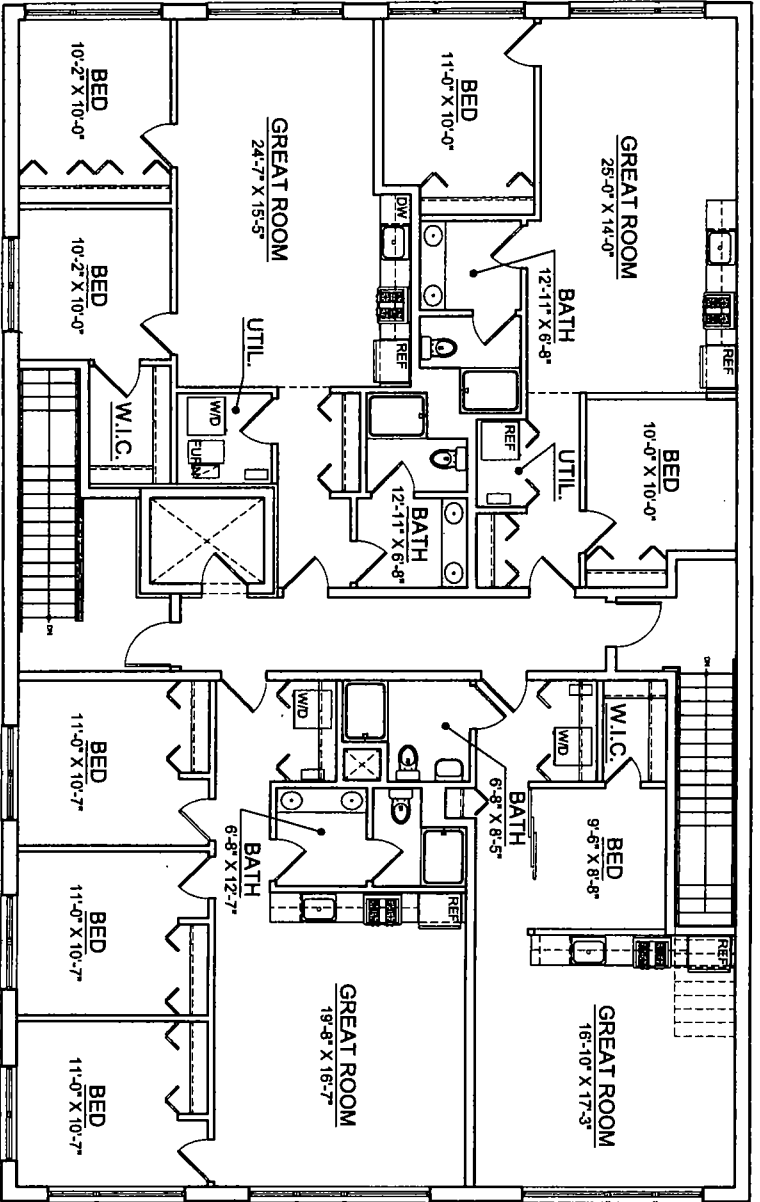 GREAT ROOM
25'-0" X 14'-0"
REF
BED
10'-0" X 10'-0"
DN
W.I.C.
BED
9'-6" X 8'-8"
REF
GREAT ROOM
16'-10" X 17'-3"
BED
11'-0" X 10'-0"
BATH
12'-11" X 6'-8"
UTIL.
REF
W/D
BATH
6'-8" X 8'-5"
GREAT ROOM
24'-7" X 15'-5"
DW
REF
BATH
12'-11" X 6'-8"
W/D
BATH
6'-8" X 12'-7"
REF
GREAT ROOM
19'-8" X 16'-7"
UTIL.
W/D
FURN
BED
10'-2" X 10'-0"
BED
10'-2" X 10'-0"
W.I.C.
DN
BED
11'-0" X 10'-7"
BED
11'-0" X 10'-7"
BED
11'-0" X 10'-7"